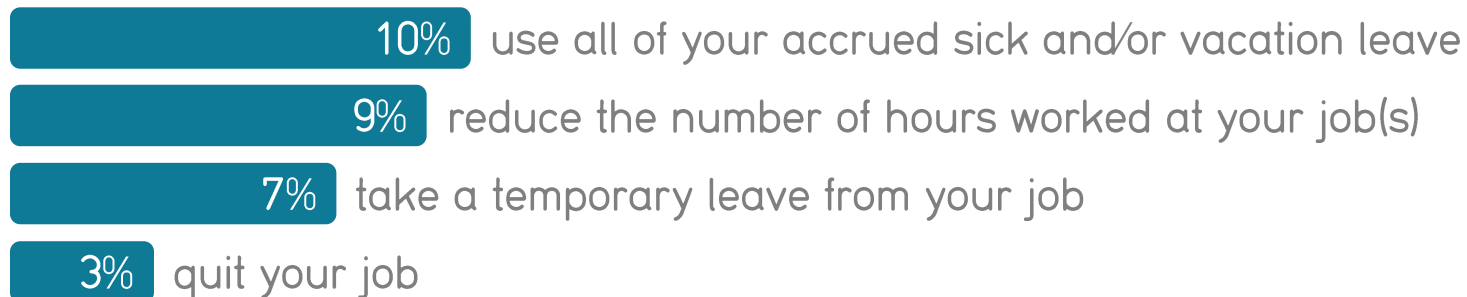 10% use all of your accrued sick and/or vacation leave
9% reduce the number of hours worked at your job(s)
7% take a temporary leave from your job
3% quit your job